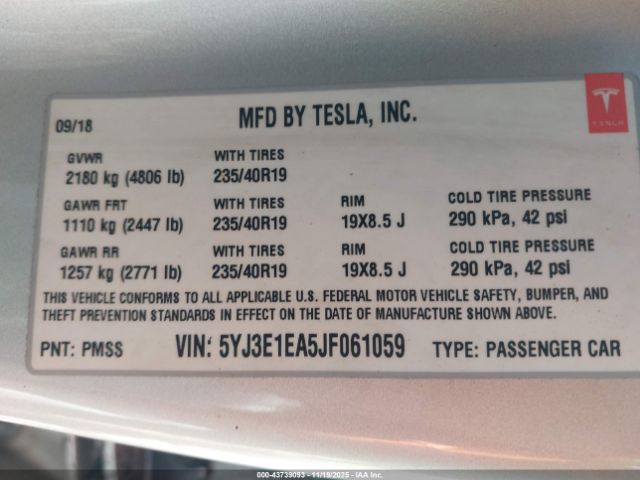 09/18
MFD BY TESLA, INC.
TESLA
GVWR
2180 kg (4806 lb)
WITH TIRES
235/40R19
GAWR FRT
1110 kg (2447 lb)
WITH TIRES
235/40R19
RIM
19X8.5 J
COLD TIRE PRESSURE
290 kPa, 42 psi
GAWR RR
1257 kg (2771 lb)
WITH TIRES
235/40R19
RIM
19X8.5 J
COLD TIRE PRESSURE
290 kPa, 42 psi
THIS VEHICLE CONFORMS TO ALL APPLICABLE U.S. FEDERAL MOTOR VEHICLE SAFETY, BUMPER, AND
THEFT PREVENTION STANDARDS IN EFFECT ON THE DATE OF MANUFACTURE SHOWN ABOVE.
PNT: PMSS
VIN: 5YJ3E1EA5JF061059
TYPE: PASSENGER CAR
000-43739093 - 11/19/2025 - IAA Inc.